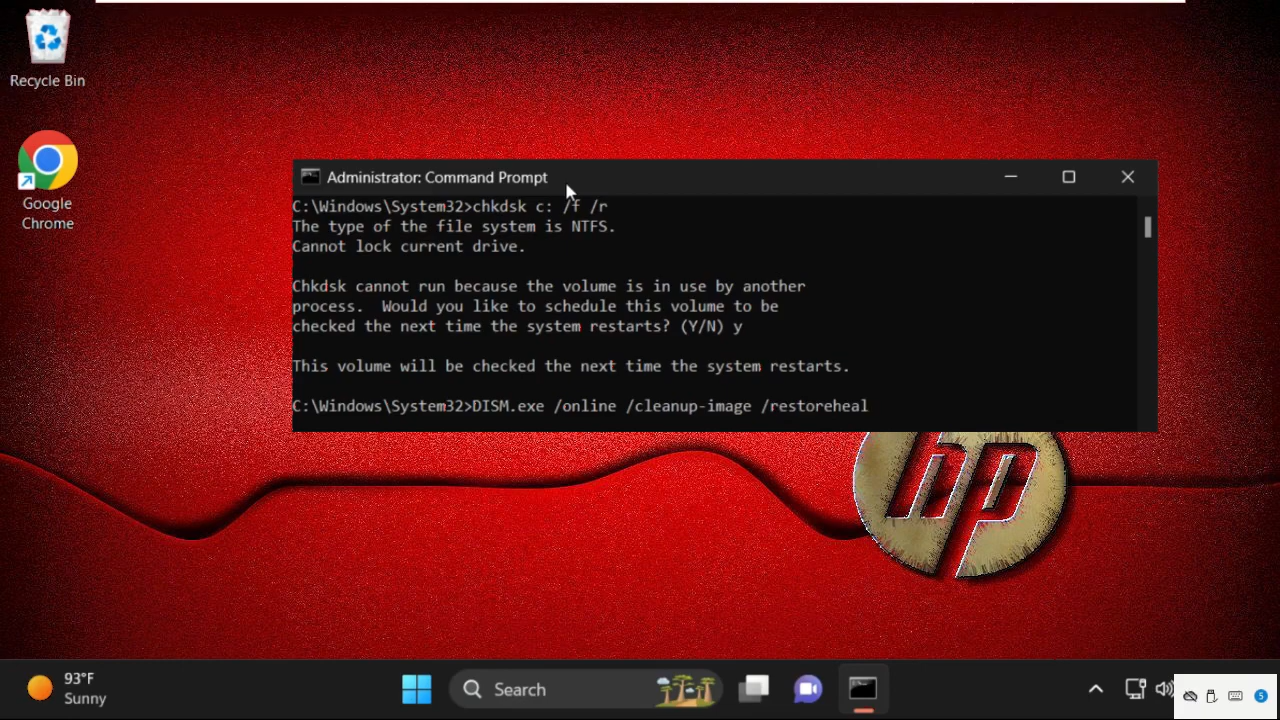 Recycle Bin
Google
Chrome
Administrator: Command Prompt
C:\Windows\System32>chkdsk c: /f /r
The type of the file system is NTFS.
Cannot lock current drive.
Chkdsk cannot run because the volume is in use by another
process.  Would you like to schedule this volume to be
checked the next time the system restarts? (Y/N) y
This volume will be checked the next time the system restarts.
C:\Windows\System32>DISM.exe /online /cleanup-image /restoreheal
hp
93°F
Sunny
Search
5